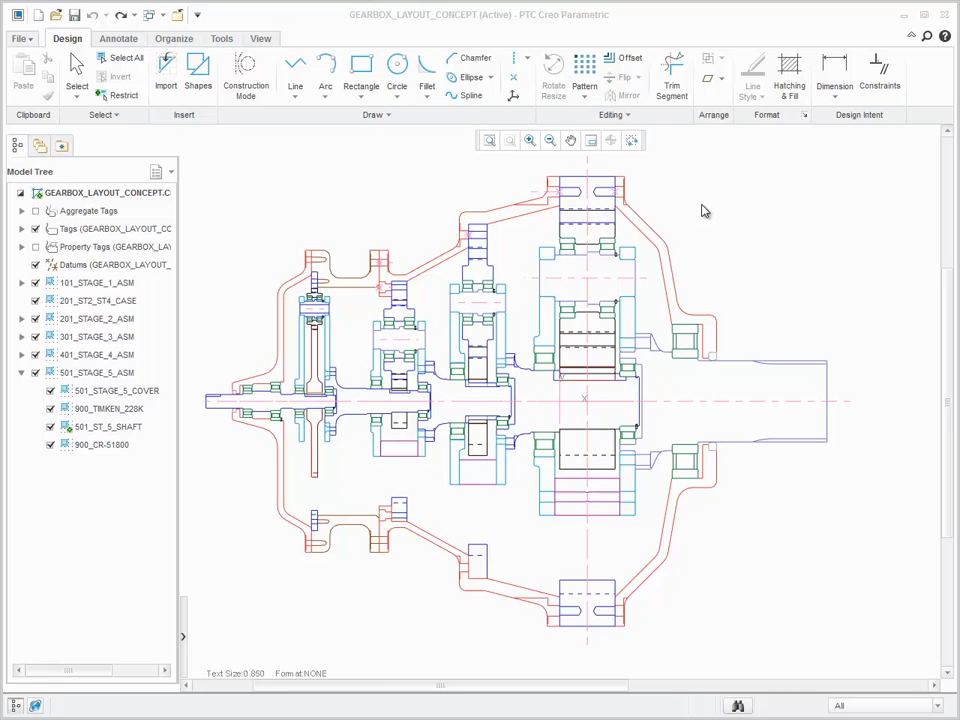 GEARBOX_LAYOUT_CONCEPT (Active) - PTC Creo Parametric
File Design Annotate Organize Tools View
Paste Select Select All Invert Restrict Import Shapes Construction Mode Line Arc Rectangle Circle Fillet Chamfer Ellipse Spline Rotate Resize Pattern Offset Flip Mirror Trim Segment Line Style Hatching & Fill Dimension Constraints
Clipboard Select Insert Draw Editing Arrange Format Design Intent
Model Tree
GEARBOX_LAYOUT_CONCEPT.C
Aggregate Tags
Tags (GEARBOX_LAYOUT_CC
Property Tags (GEARBOX_LAY
Datums (GEARBOX_LAYOUT_
101_STAGE_1_ASM
201_ST2_ST4_CASE
201_STAGE_2_ASM
301_STAGE_3_ASM
401_STAGE_4_ASM
501_STAGE_5_ASM
501_STAGE_5_COVER
900_TIMKEN_228K
501_ST_5_SHAFT
900_CR-51800
X
Text Size:0.850 Format:NONE
All